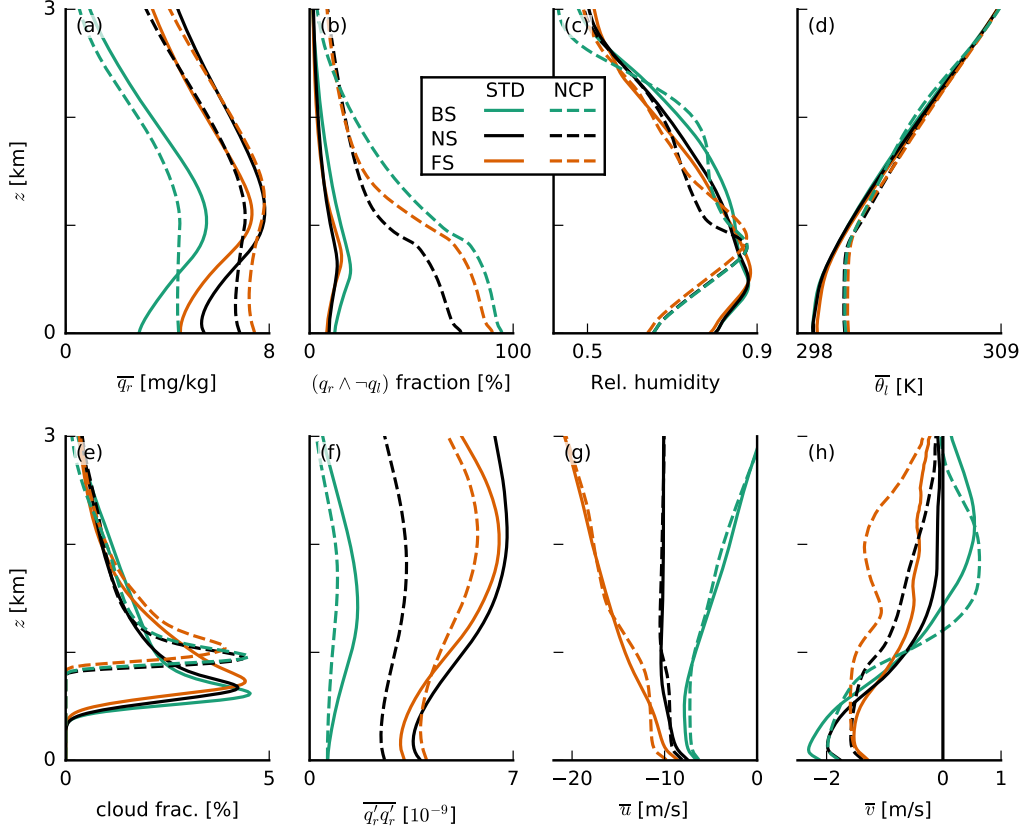 3
(a)
(b)
(c)
(d)
STD NCP
BS
NS
FS
z [km]
0
0 8
0 100
0.5 0.9
298 309
q_r [mg/kg]
(q_r ∧ ¬q_l) fraction [%]
Rel. humidity
θ_l [K]
3
(e)
(f)
(g)
(h)
z [km]
0
0 5
0 7
−20 −10 0
−2 0 1
cloud frac. [%]
q_r′q_r′ [10⁻⁹]
u [m/s]
v [m/s]